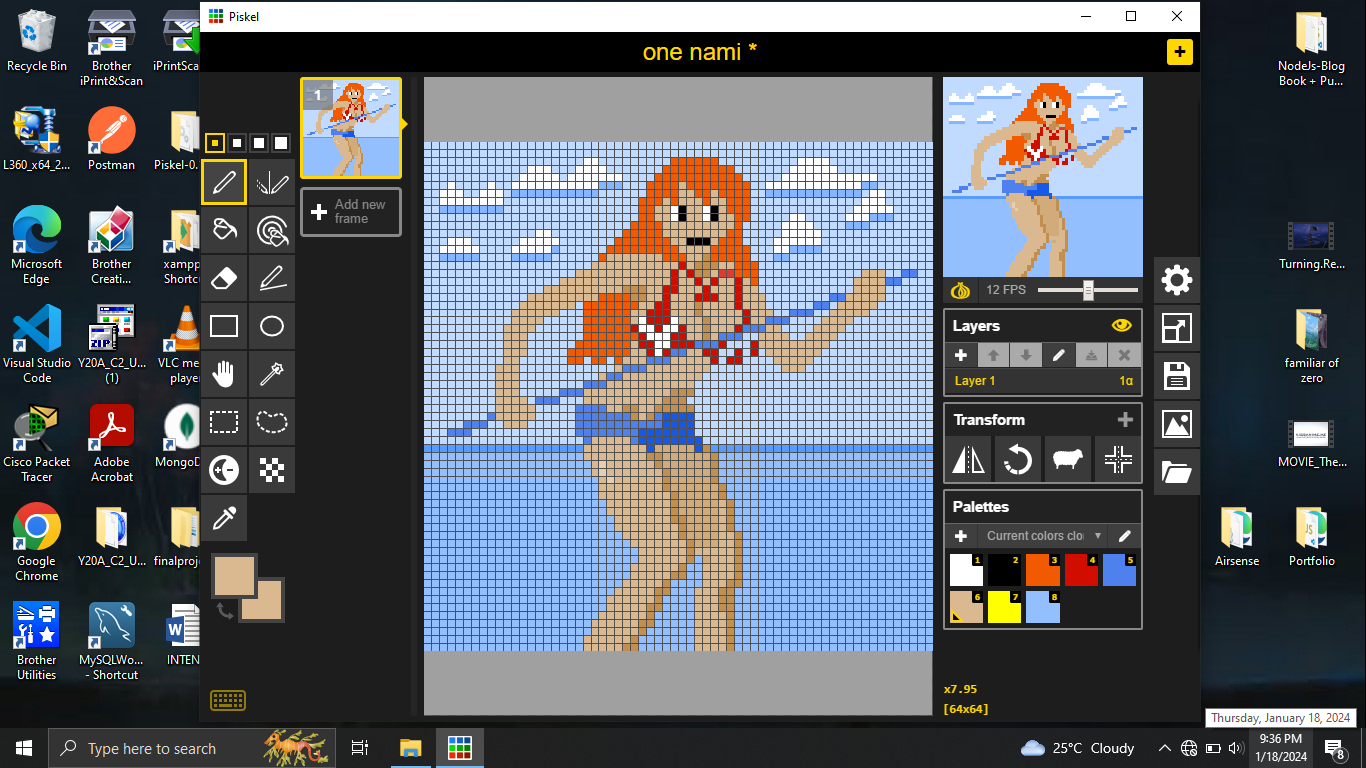 Piskel
one nami *
Recycle Bin
Brother
iPrint&Scan
iPrintSca
L360_x64_2...
Postman
Piskel-0.
Microsoft
Edge
Brother
Creati...
xampp
Shortc
Visual Studio
Code
Y20A_C2_U...
(1)
VLC me
player
Cisco Packet
Tracer
Adobe
Acrobat
MongoD
Google
Chrome
Y20A_C2_U...
finalproj
Brother
Utilities
MySQLWo...
- Shortcut
INTEN
1
Add new
frame
12 FPS
Layers
Layer 1
1α
Transform
Palettes
Current colors clo
1
2
3
4
5
6
7
8
x7.95
[64x64]
NodeJs-Blog
Book + Pu...
Turning.Re...
familiar of
zero
MOVIE_The...
Airsense
Portfolio
Thursday, January 18, 2024
Type here to search
25°C Cloudy
9:36 PM
1/18/2024
8